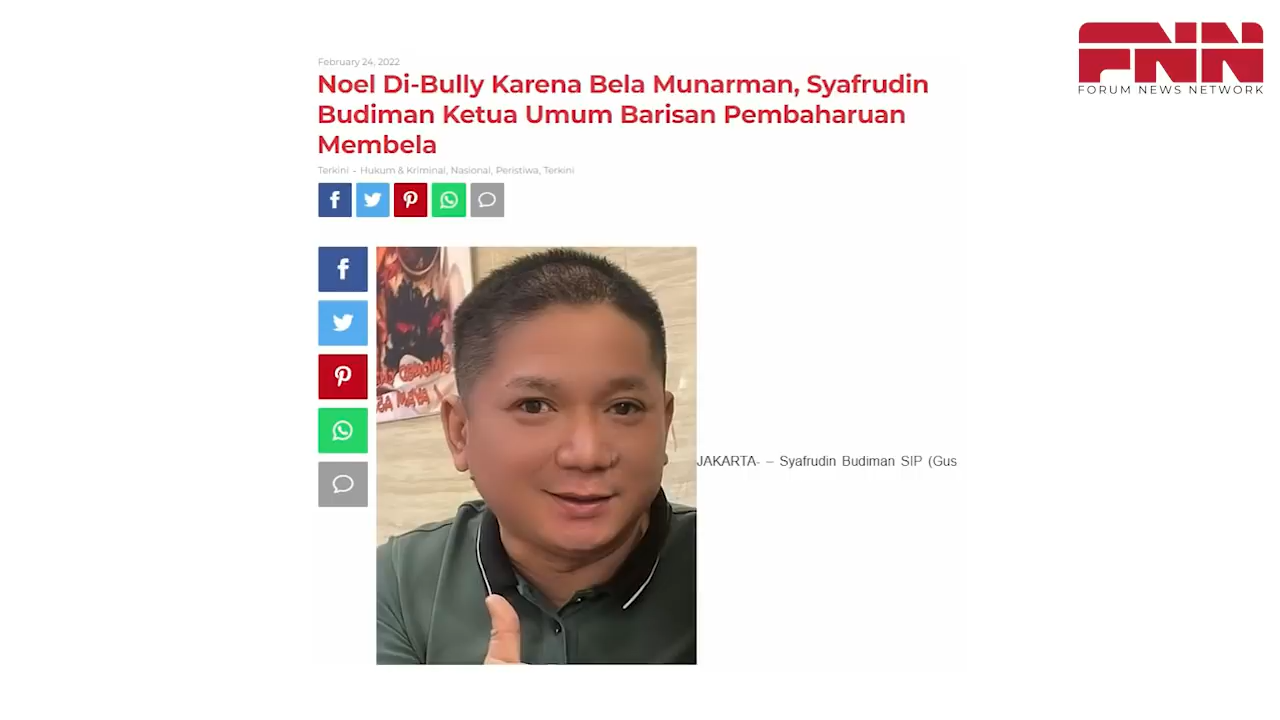 FNN
FORUM NEWS NETWORK
February 24, 2022
Noel Di-Bully Karena Bela Munarman, Syafrudin
Budiman Ketua Umum Barisan Pembaharuan
Membela
Terkini - Hukum & Kriminal, Nasional, Peristiwa, Terkini
JAKARTA- – Syafrudin Budiman SIP (Gus